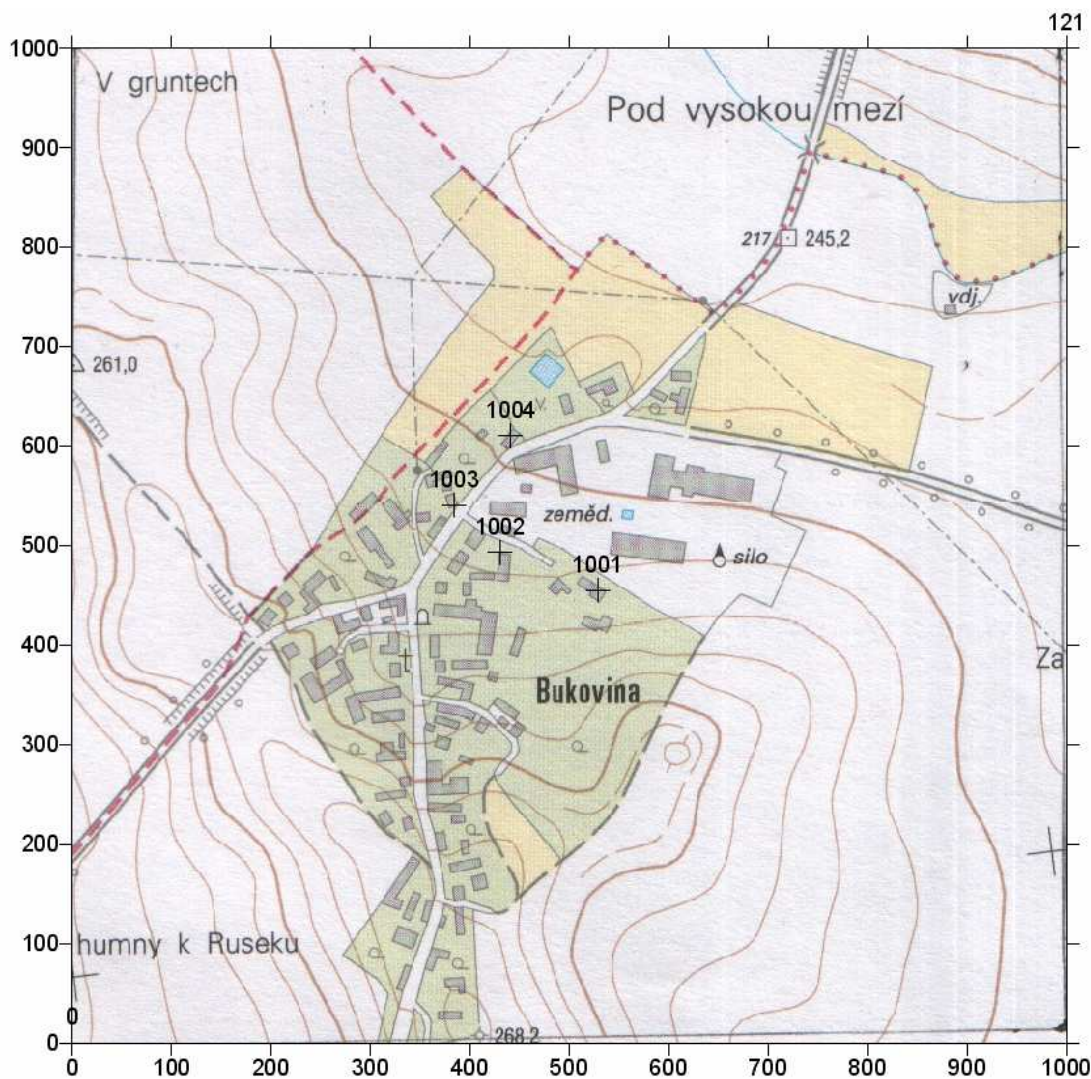 121
1000
V gruntech
Pod vysokou mezí
900
800
217 245,2
vdj.
700
261,0
1004
600
1003
zeměd.
1002
500
1001
silo
400
Za
Bukovina
300
200
100
humny k Ruseku
0
268,2
0
0 100 200 300 400 500 600 700 800 900 1000